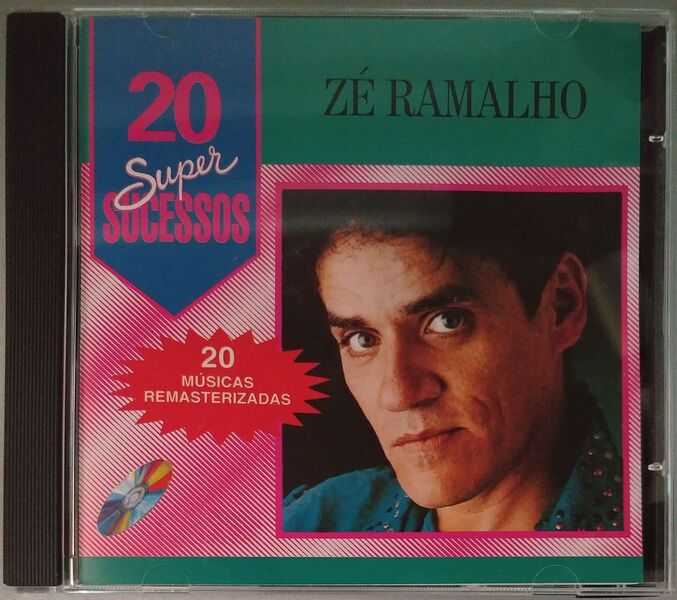 20
Super
SUCESSOS
ZÉ RAMALHO
20
MÚSICAS
REMASTERIZADAS